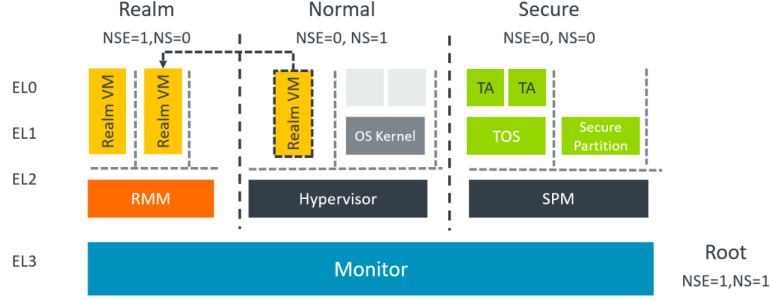 Realm
Normal
Secure
NSE=1,NS=0
NSE=0, NS=1
NSE=0, NS=0
EL0
Realm VM
Realm VM
Realm VM
TA
TA
EL1
OS Kernel
TOS
Secure
Partition
EL2
RMM
Hypervisor
SPM
EL3
Monitor
Root
NSE=1,NS=1